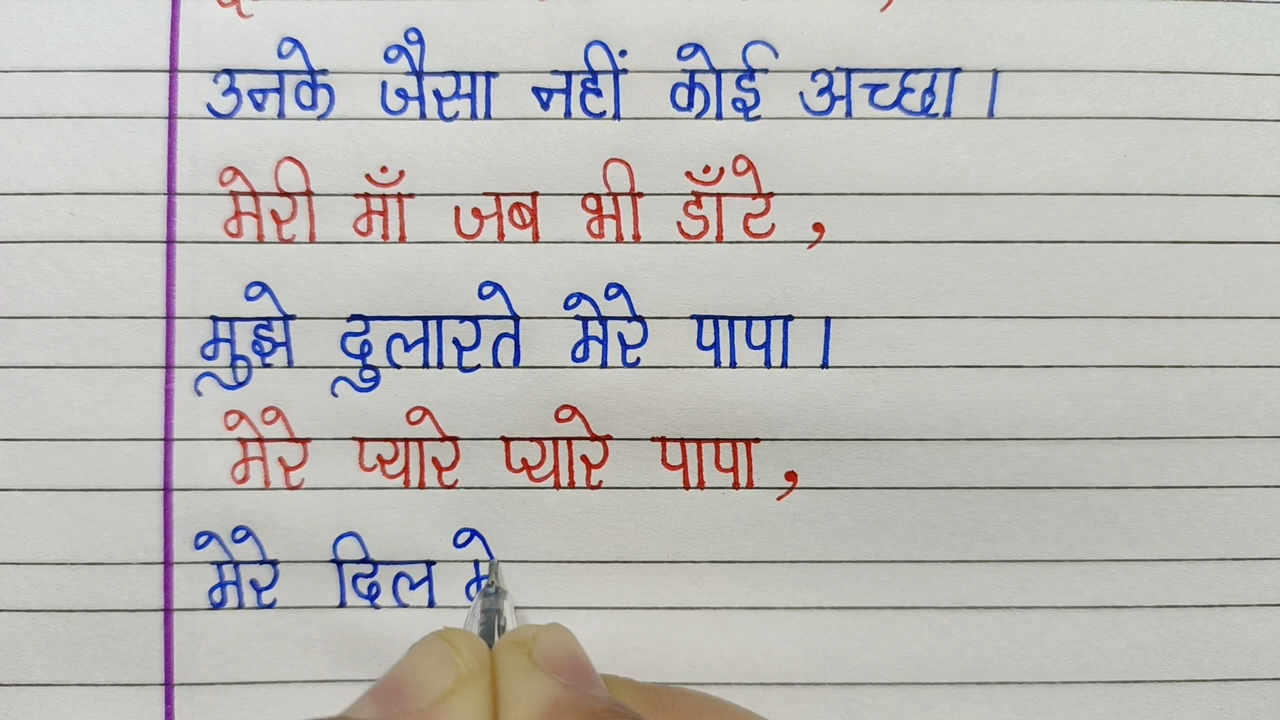 उनके जैसा नहीं कोई अच्छा।
मेरी माँ जब भी डाँटे,
मुझे दुलारते मेरे पापा।
मेरे प्यारे प्यारे पापा,
मेरे दिल मे